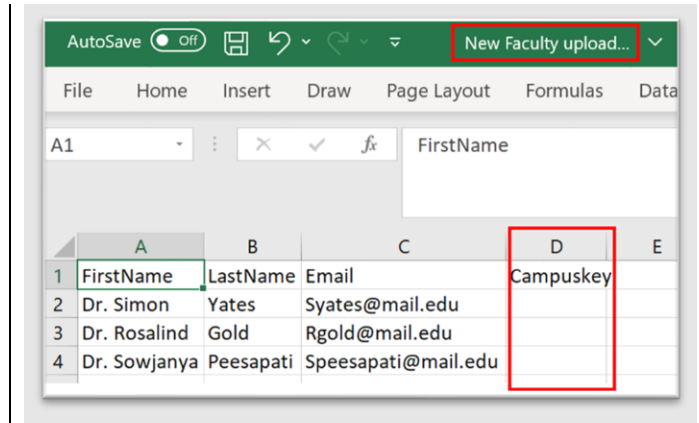 AutoSave Off New Faculty upload...
File Home Insert Draw Page Layout Formulas Data
A1 fx FirstName
A B C D E
1 FirstName LastName Email Campuskey
2 Dr. Simon Yates Syates@mail.edu
3 Dr. Rosalind Gold Rgold@mail.edu
4 Dr. Sowjanya Peesapati Speesapati@mail.edu